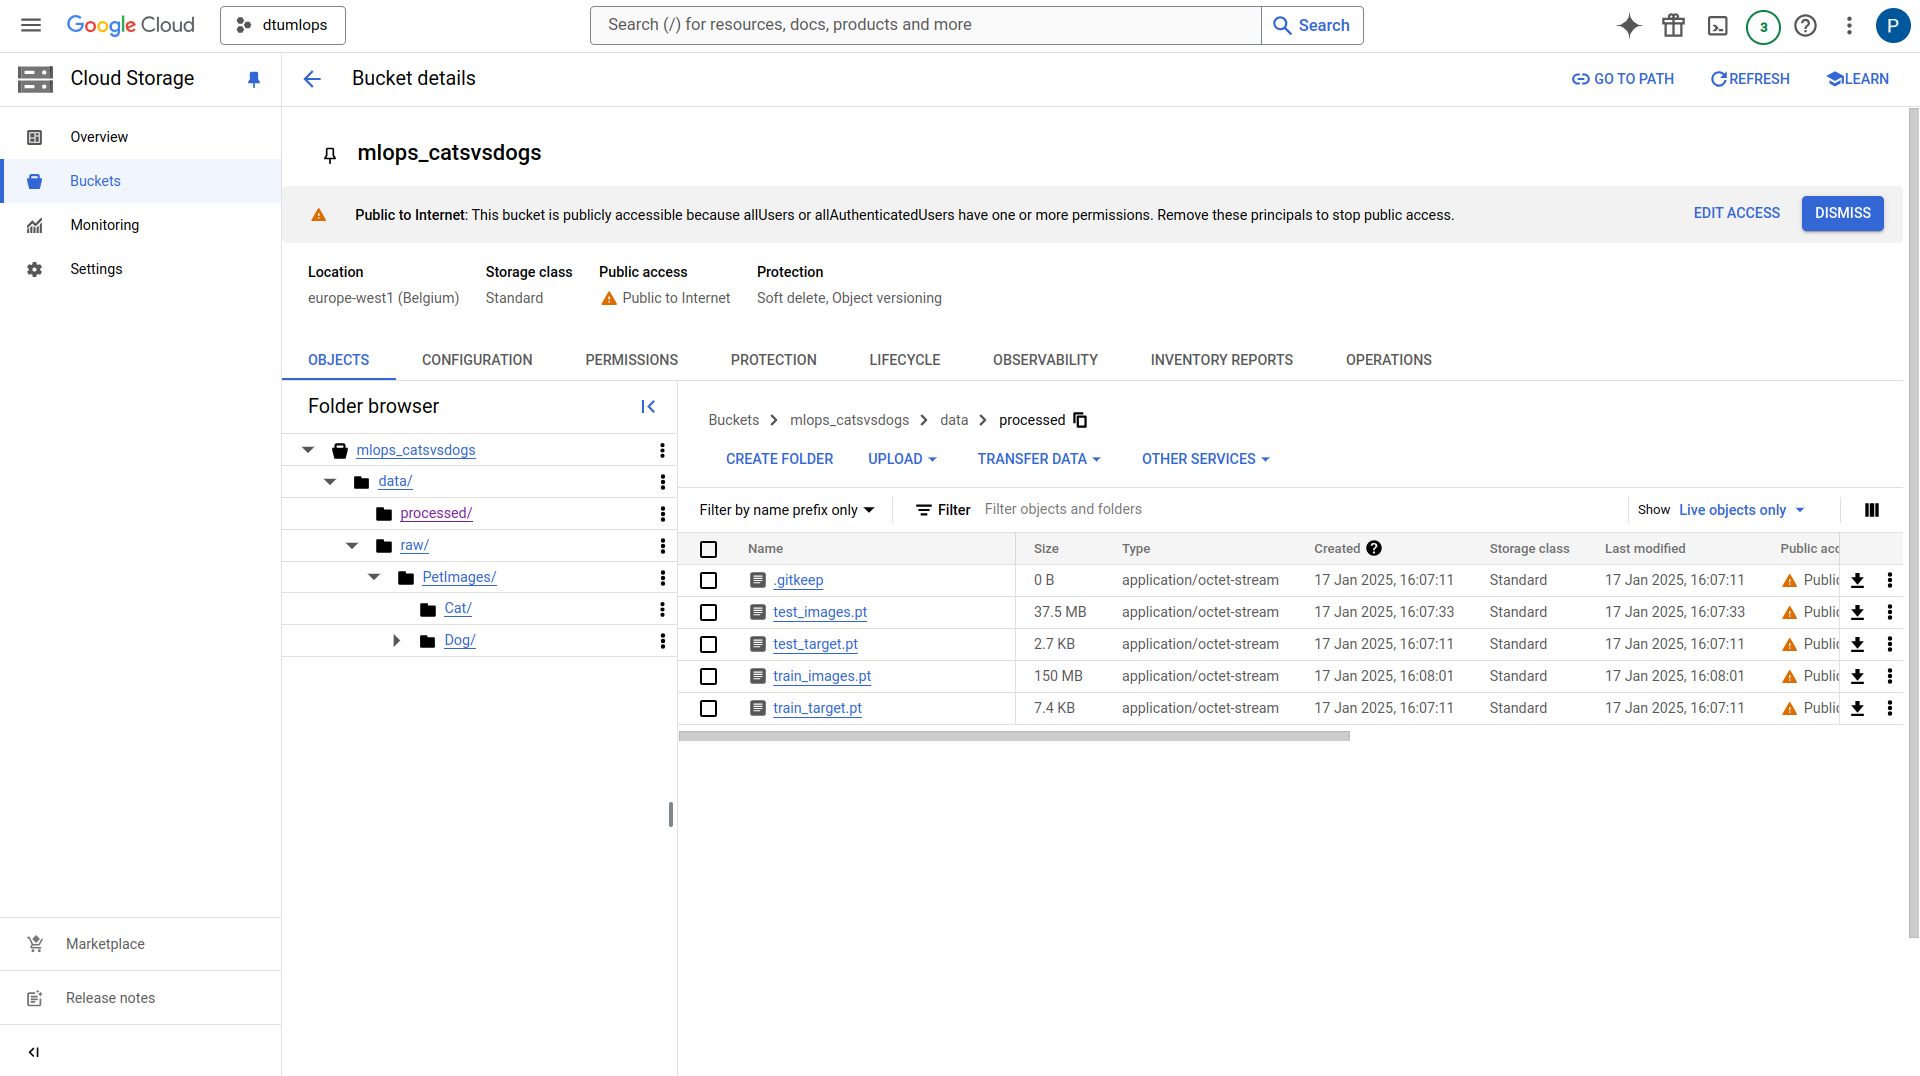 Google Cloud
dtumlops
Search (/) for resources, docs, products and more
Search
3
P
Cloud Storage
Bucket details
GO TO PATH
REFRESH
LEARN
Overview
Buckets
Monitoring
Settings
mlops_catsvsdogs
Public to Internet: This bucket is publicly accessible because allUsers or allAuthenticatedUsers have one or more permissions. Remove these principals to stop public access.
EDIT ACCESS
DISMISS
Location Storage class Public access Protection
europe-west1 (Belgium) Standard Public to Internet Soft delete, Object versioning
OBJECTS CONFIGURATION PERMISSIONS PROTECTION LIFECYCLE OBSERVABILITY INVENTORY REPORTS OPERATIONS
Folder browser
mlops_catsvsdogs
data/
processed/
raw/
PetImages/
Cat/
Dog/
Buckets > mlops_catsvsdogs > data > processed
CREATE FOLDER UPLOAD TRANSFER DATA OTHER SERVICES
Filter by name prefix only Filter Filter objects and folders Show Live objects only
Name Size Type Created Storage class Last modified Public acc
.gitkeep 0 B application/octet-stream 17 Jan 2025, 16:07:11 Standard 17 Jan 2025, 16:07:11 Public
test_images.pt 37.5 MB application/octet-stream 17 Jan 2025, 16:07:33 Standard 17 Jan 2025, 16:07:33 Public
test_target.pt 2.7 KB application/octet-stream 17 Jan 2025, 16:07:11 Standard 17 Jan 2025, 16:07:11 Public
train_images.pt 150 MB application/octet-stream 17 Jan 2025, 16:08:01 Standard 17 Jan 2025, 16:08:01 Public
train_target.pt 7.4 KB application/octet-stream 17 Jan 2025, 16:07:11 Standard 17 Jan 2025, 16:07:11 Public
Marketplace
Release notes